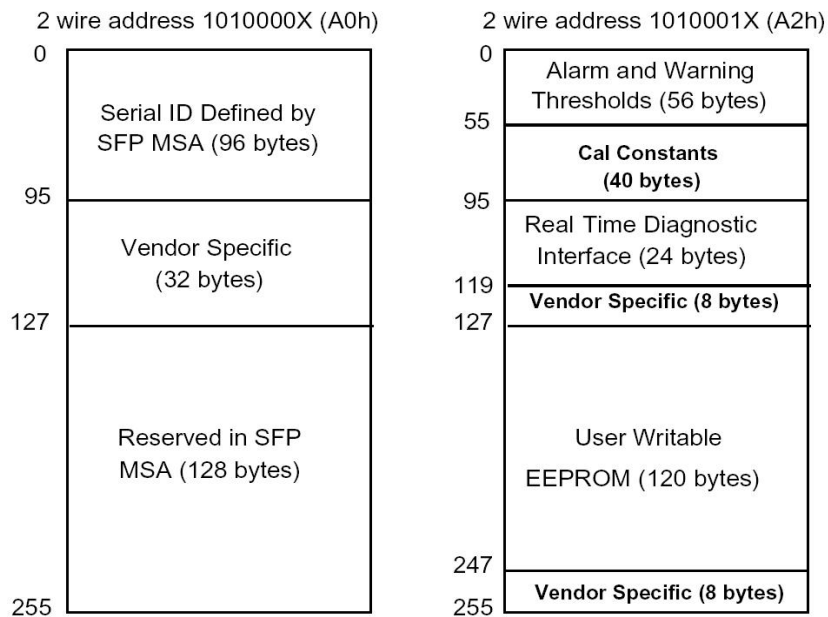 2 wire address 1010000X (A0h)
0
Serial ID Defined by
SFP MSA (96 bytes)
95
Vendor Specific
(32 bytes)
127
Reserved in SFP
MSA (128 bytes)
255
2 wire address 1010001X (A2h)
0
Alarm and Warning
Thresholds (56 bytes)
55
Cal Constants
(40 bytes)
95
Real Time Diagnostic
Interface (24 bytes)
119
Vendor Specific (8 bytes)
127
User Writable
EEPROM (120 bytes)
247
Vendor Specific (8 bytes)
255